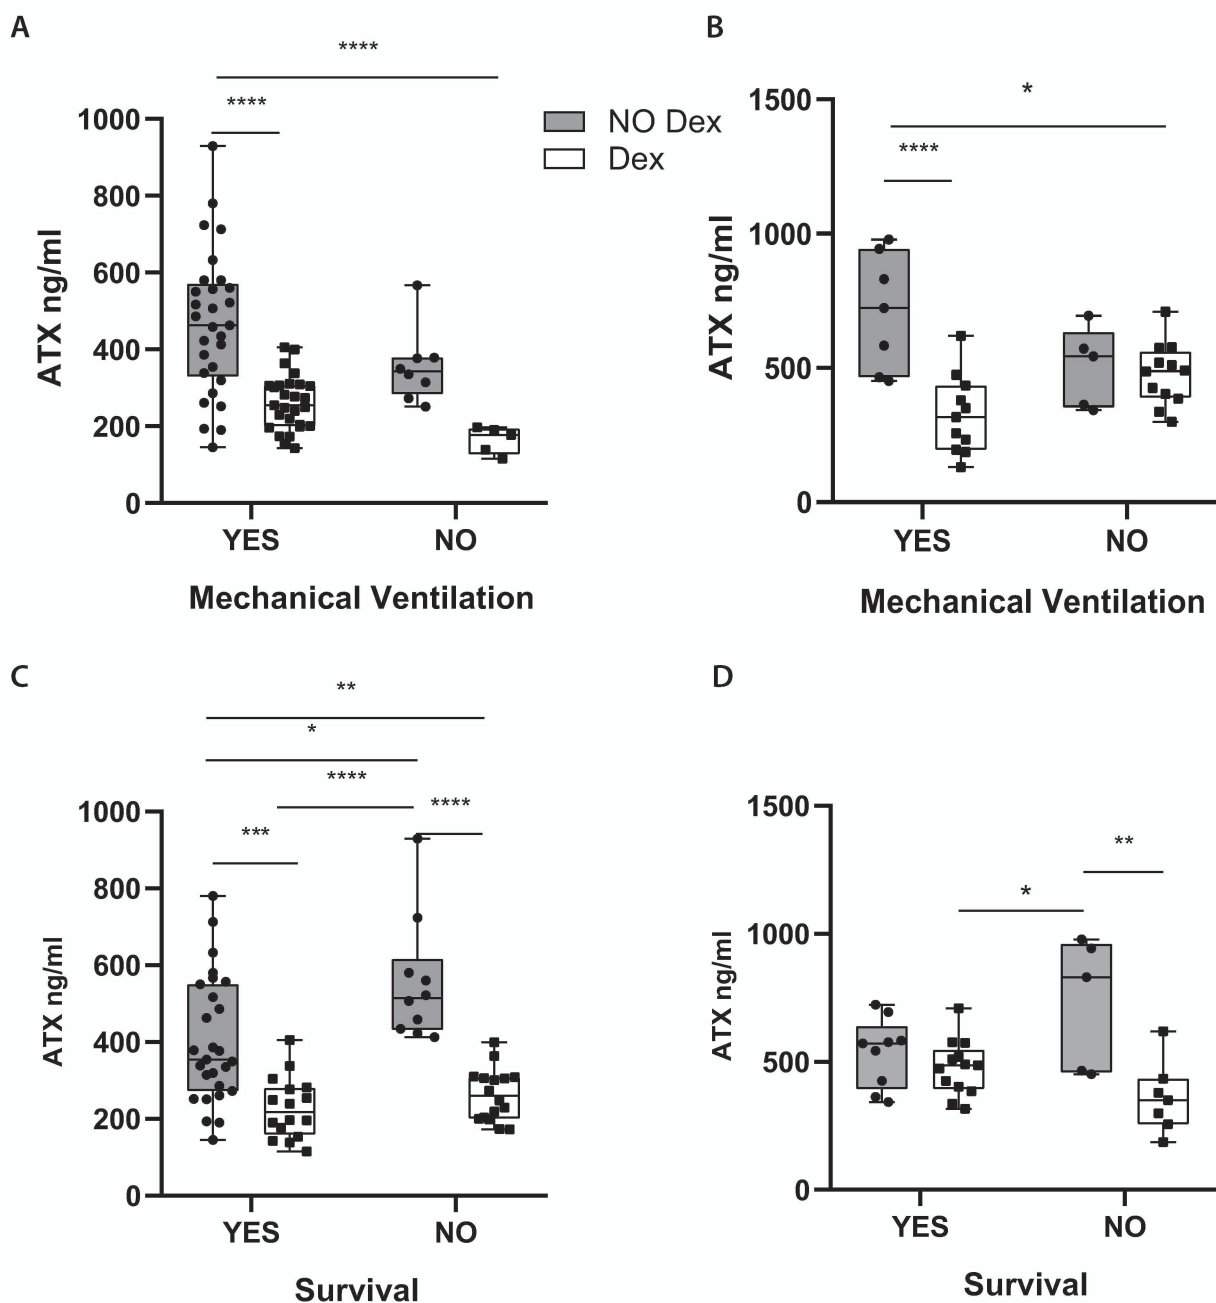 A
****
****
1000
800
600
400
200
0
ATX ng/ml
YES
NO
Mechanical Ventilation
NO Dex
Dex
B
*
****
1500
1000
500
0
ATX ng/ml
YES
NO
Mechanical Ventilation
C
**
*
****
****
***
1000
800
600
400
200
0
ATX ng/ml
YES
NO
Survival
D
**
*
1500
1000
500
0
ATX ng/ml
YES
NO
Survival